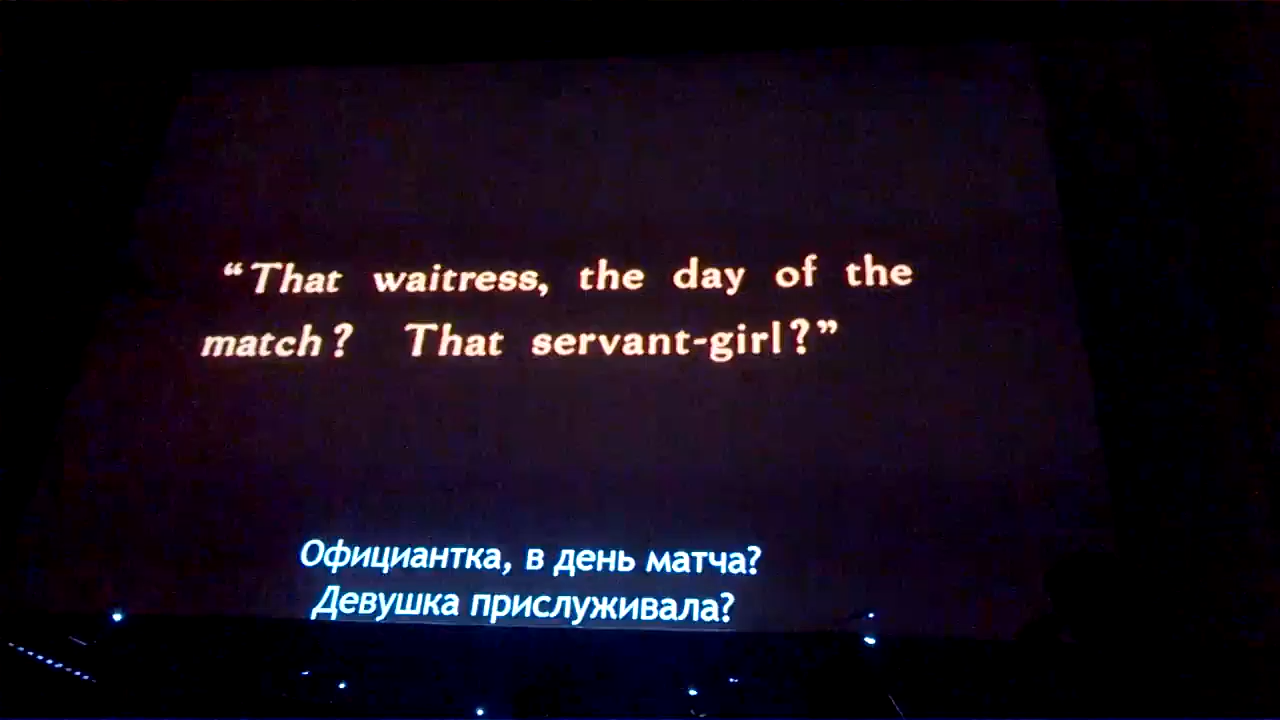 “That waitress, the day of the
match? That servant-girl?”
Официантка, в день матча?
Девушка прислуживала?